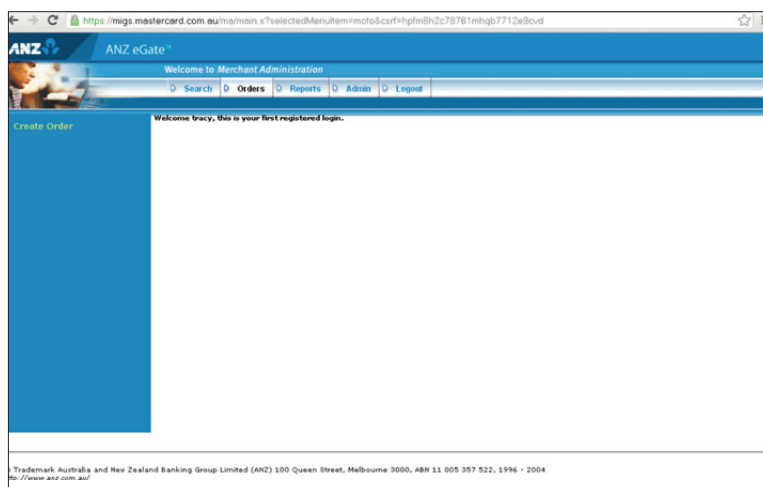 https://migs.mastercard.com.au/ma/main.s?selectedMenuItem=moto&csrf=hpfm8h2c78761mhqb7712e9cvd
ANZ
ANZ eGate™
Welcome to Merchant Administration
Search Orders Reports Admin Logout
Create Order
Welcome tracy, this is your first registered login.
Trademark Australia and New Zealand Banking Group Limited (ANZ) 100 Queen Street, Melbourne 3000, ABN 11 005 357 522, 1996 - 2004
ttp://www.anz.com.au/